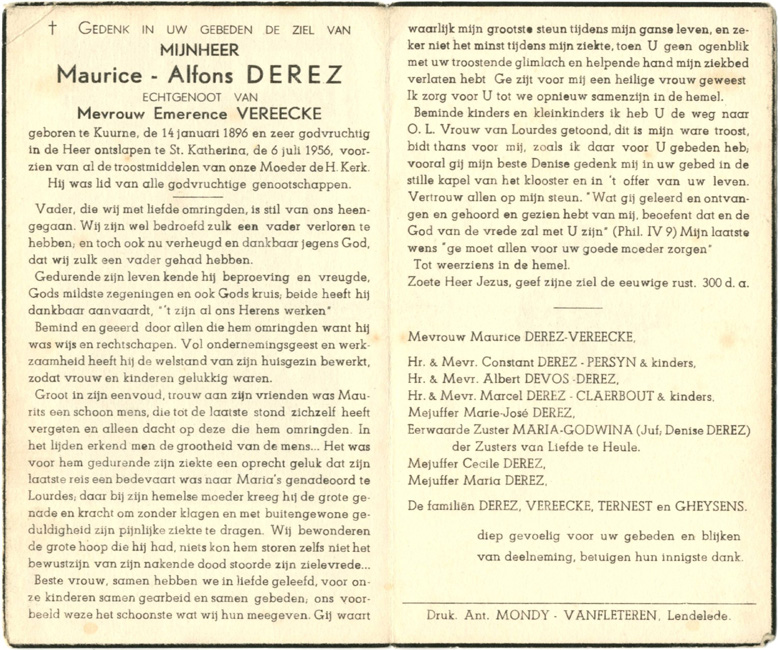 † GEDENK IN UW GEBEDEN DE ZIEL VAN
MIJNHEER
Maurice - Alfons DEREZ
ECHTGENOOT VAN
Mevrouw Emerence VEREECKE
geboren te Kuurne, de 14 januari 1896 en zeer godvruchtig
in de Heer ontslapen te St. Katherina, de 6 juli 1956, voor-
zien van al de troostmiddelen van onze Moeder de H. Kerk.
Hij was lid van alle godvruchtige genootschappen.
Vader, die wij met liefde omringden, is stil van ons heen-
gegaan. Wij zijn wel bedroefd zulk een vader verloren te
hebben, en toch ook nu verheugd en dankbaar jegens God,
dat wij zulk een vader gehad hebben.
Gedurende zijn leven kende hij beproeving en vreugde,
Gods mildste zegeningen en ook Gods kruis; beide heeft hij
dankbaar aanvaardt, "'t zijn al ons Herens werken"
Bemind en geeerd door allen die hem omringden want hij
was wijs en rechtschapen. Vol ondernemingsgeest en werk-
zaamheid heeft hij de welstand van zijn huisgezin bewerkt,
zodat vrouw en kinderen gelukkig waren.
Groot in zijn eenvoud, trouw aan zijn vrienden was Mau-
rits een schoon mens, die tot de laatste stond zichzelf heeft
vergeten en alleen dacht op deze die hem omringden. In
het lijden erkend men de grootheid van de mens... Het was
voor hem gedurende zijn ziekte een oprecht geluk dat zijn
laatste reis een bedevaart was naar Maria's genadeoord te
Lourdes; daar bij zijn hemelse moeder kreeg hij de grote ge-
nade en kracht om zonder klagen en met buitengewone ge-
duldigheid zijn pijnlijke ziekte te dragen. Wij bewonderen
de grote hoop die hij had, niets kon hem storen zelfs niet het
bewustzijn van zijn nakende dood stoorde zijn zielevrede...
Beste vrouw, samen hebben we in liefde geleefd, voor on-
ze kinderen samen gearbeid en samen gebeden; ons voor-
beeld weze het schoonste wat wij hun meegeven. Gij waart
waarlijk mijn grootste steun tijdens mijn ganse leven, en ze-
ker niet het minst tijdens mijn ziekte, toen U geen ogenblik
met uw troostende glimlach en helpende hand mijn ziekbed
verlaten hebt Ge zijt voor mij een heilige vrouw geweest
Ik zorg voor U tot we opnieuw samenzijn in de hemel.
Beminde kinders en kleinkinders ik heb U de weg naar
O. L. Vrouw van Lourdes getoond, dit is mijn ware troost,
bidt thans voor mij, zoals ik daar voor U gebeden heb;
vooral gij mijn beste Denise gedenk mij in uw gebed in de
stille kapel van het klooster en in 't offer van uw leven.
Vertrouw allen op mijn steun. "Wat gij geleerd en ontvan-
gen en gehoord en gezien hebt van mij, beoefent dat en de
God van de vrede zal met U zijn" (Phil. IV 9) Mijn laatste
wens "ge moet allen voor uw goede moeder zorgen"
Tot weerziens in de hemel.
Zoete Heer Jezus, geef zijne ziel de eeuwige rust. 300 d. a.
Mevrouw Maurice DEREZ-VEREECKE,
Hr. & Mevr. Constant DEREZ - PERSYN & kinders,
Hr. & Mevr. Albert DEVOS - DEREZ,
Hr. & Mevr. Marcel DEREZ - CLAERBOUT & kinders,
Mejuffer Marie-José DEREZ,
Eerwaarde Zuster MARIA-GODWINA (Juf; Denise DEREZ)
der Zusters van Liefde te Heule.
Mejuffer Cecile DEREZ,
Mejuffer Maria DEREZ,
De familiën DEREZ, VEREECKE, TERNEST en GHEYSENS.
diep gevoelig voor uw gebeden en blijken
van deelneming, betuigen hun innigste dank.
Druk. Ant. MONDY - VANFLETEREN, Lendelede.